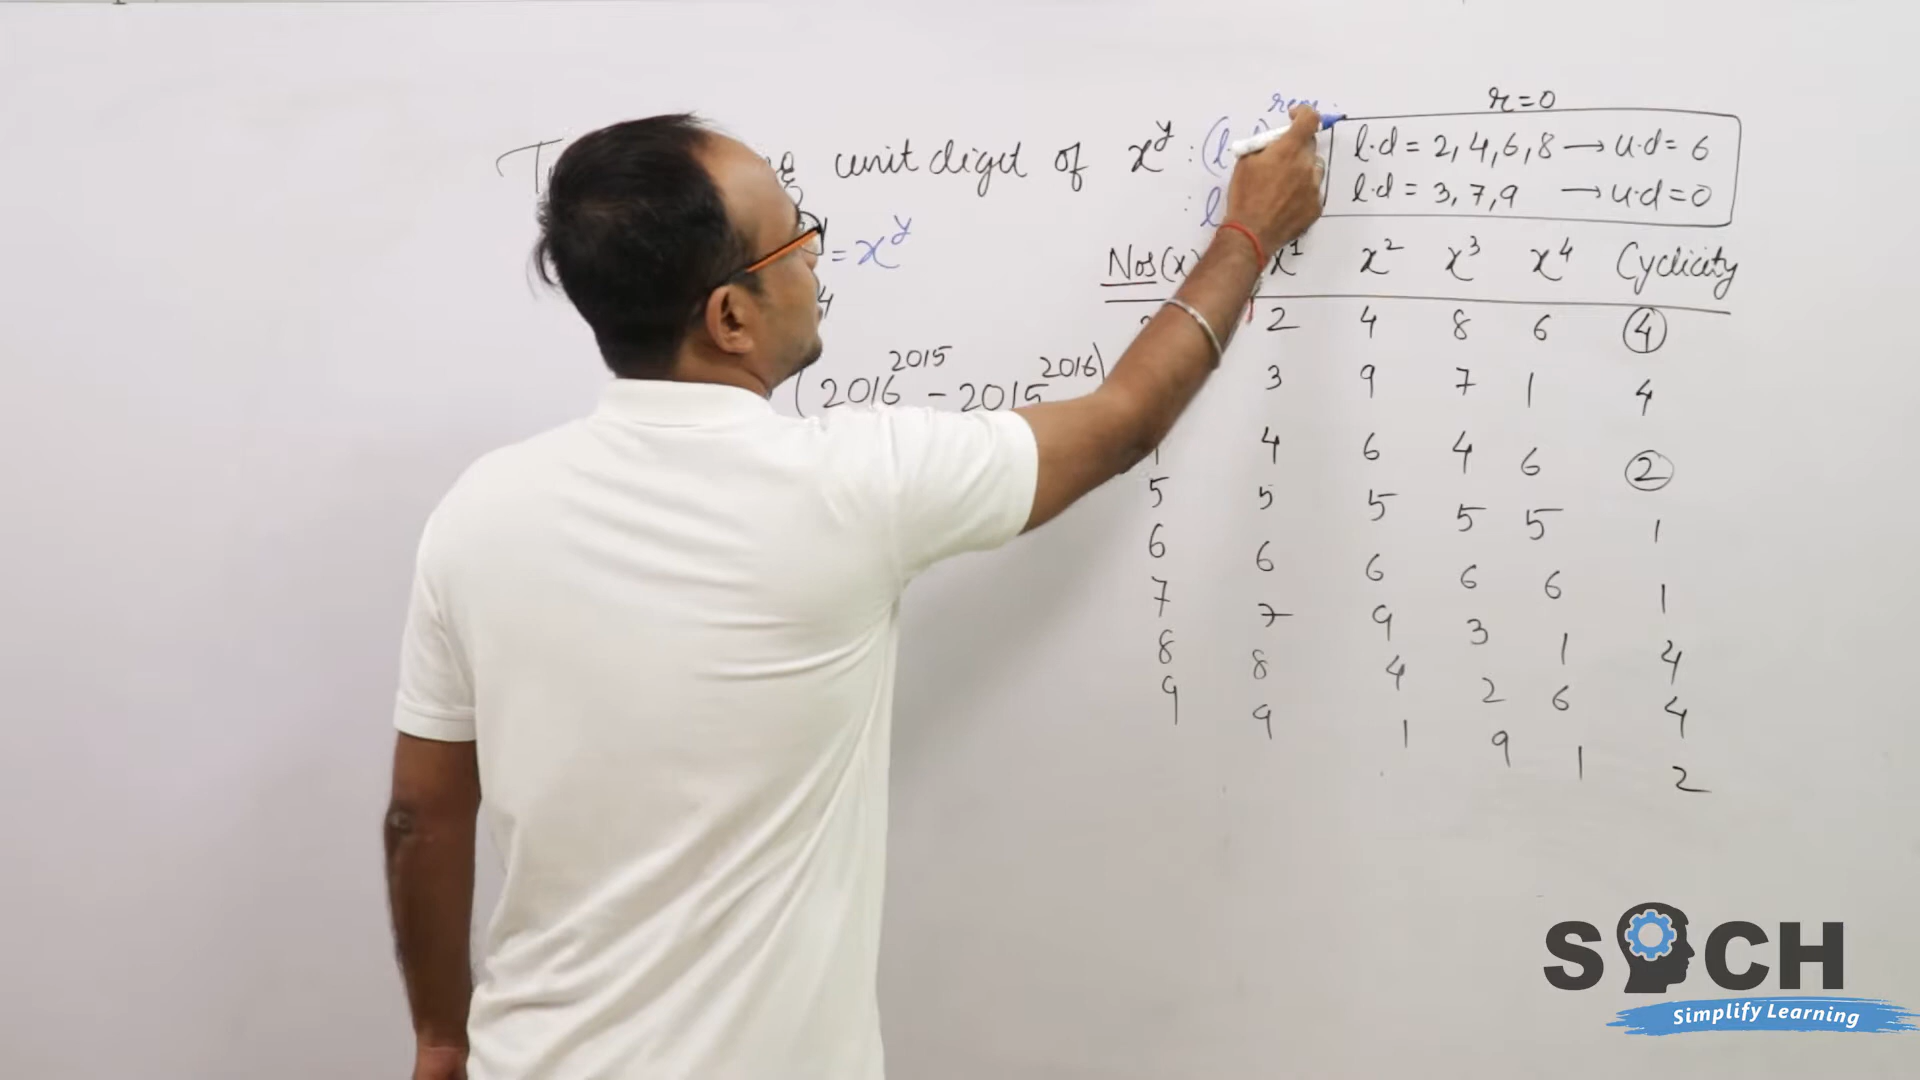 unit digit of x^y : (l
= x^y
4
(2016^2015 - 2015^2016)
r=0
l.d = 2, 4, 6, 8 → u.d = 6
l.d = 3, 7, 9 → u.d = 0
Nos(x) x^1 x^2 x^3 x^4 Cyclicity
2 4 8 6 4
3 9 7 1 4
4 6 4 6 2
5 5 5 5 5 1
6 6 6 6 6 1
7 7 9 3 1 4
8 8 4 2 6 4
9 9 1 9 1 2
SOCH
Simplify Learning